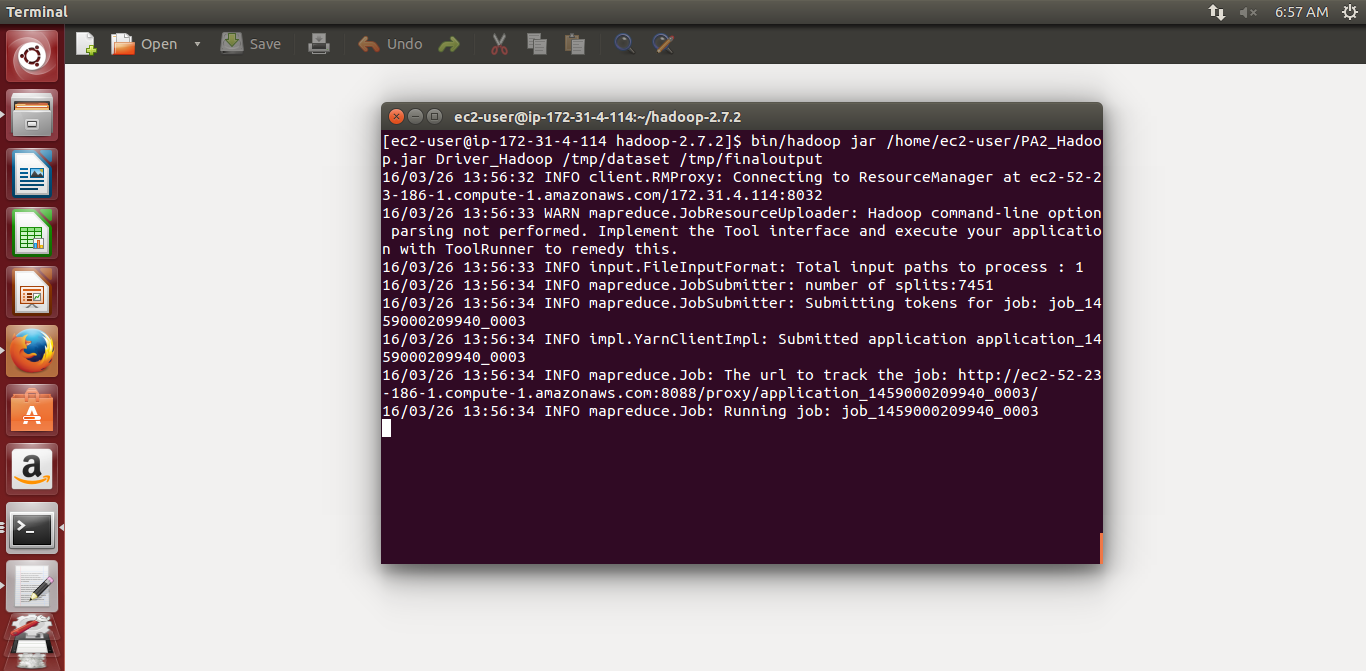 Terminal
6:57 AM
Open
Save
Undo
ec2-user@ip-172-31-4-114:~/hadoop-2.7.2
[ec2-user@ip-172-31-4-114 hadoop-2.7.2]$ bin/hadoop jar /home/ec2-user/PA2_Hadoo
p.jar Driver_Hadoop /tmp/dataset /tmp/finaloutput
16/03/26 13:56:32 INFO client.RMProxy: Connecting to ResourceManager at ec2-52-2
3-186-1.compute-1.amazonaws.com/172.31.4.114:8032
16/03/26 13:56:33 WARN mapreduce.JobResourceUploader: Hadoop command-line option
 parsing not performed. Implement the Tool interface and execute your applicatio
n with ToolRunner to remedy this.
16/03/26 13:56:33 INFO input.FileInputFormat: Total input paths to process : 1
16/03/26 13:56:34 INFO mapreduce.JobSubmitter: number of splits:7451
16/03/26 13:56:34 INFO mapreduce.JobSubmitter: Submitting tokens for job: job_14
59000209940_0003
16/03/26 13:56:34 INFO impl.YarnClientImpl: Submitted application application_14
59000209940_0003
16/03/26 13:56:34 INFO mapreduce.Job: The url to track the job: http://ec2-52-23
-186-1.compute-1.amazonaws.com:8088/proxy/application_1459000209940_0003/
16/03/26 13:56:34 INFO mapreduce.Job: Running job: job_1459000209940_0003